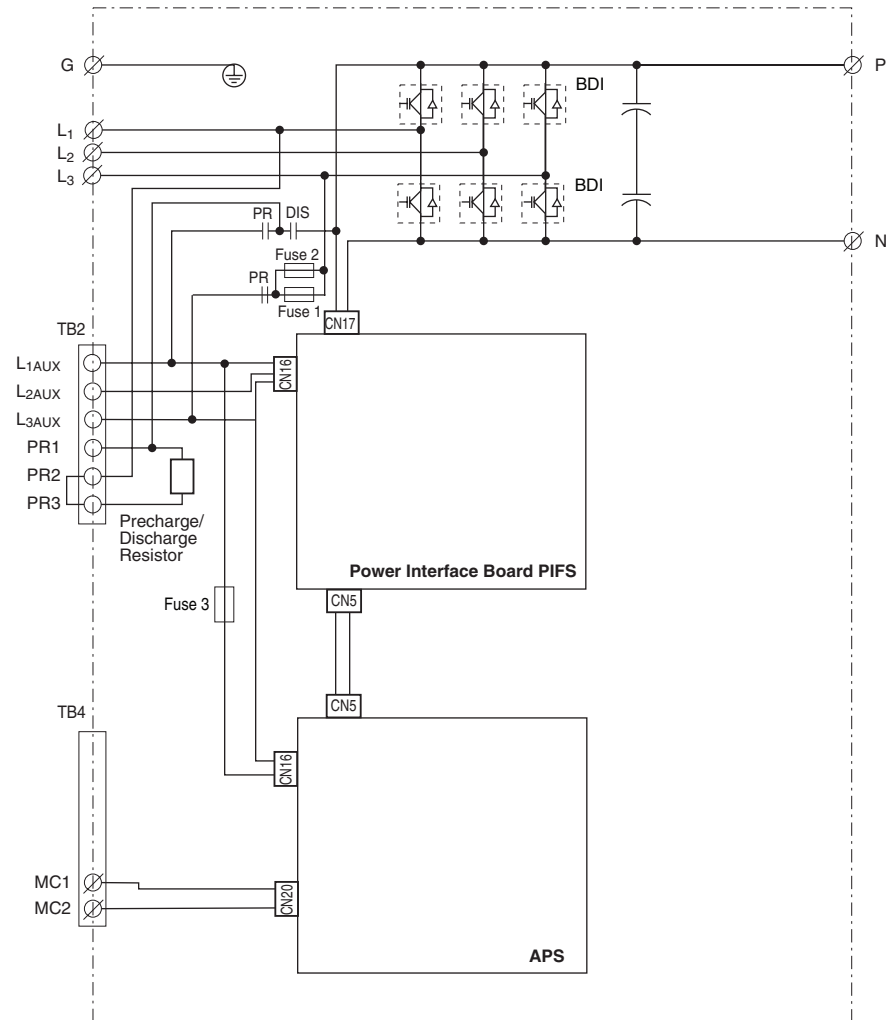 G
P
BDI
L1
L2
L3
BDI
PR DIS
N
Fuse 2
PR
Fuse 1
CN17
TB2
L1AUX
CN16
L2AUX
L3AUX
PR1
PR2
PR3
Precharge/
Discharge
Resistor
Power Interface Board PIFS
Fuse 3
CN5
CN5
TB4
CN16
MC1
CN20
MC2
APS